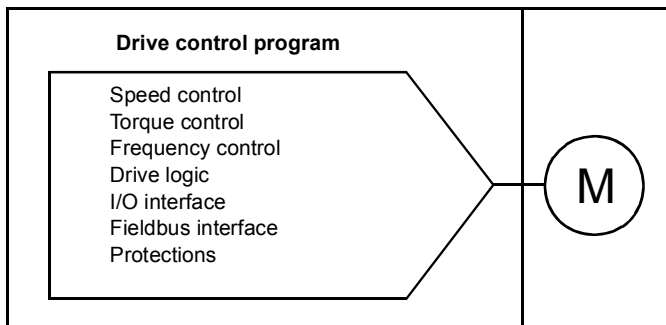 Drive control program
Speed control
Torque control
Frequency control
Drive logic
I/O interface
Fieldbus interface
Protections
M